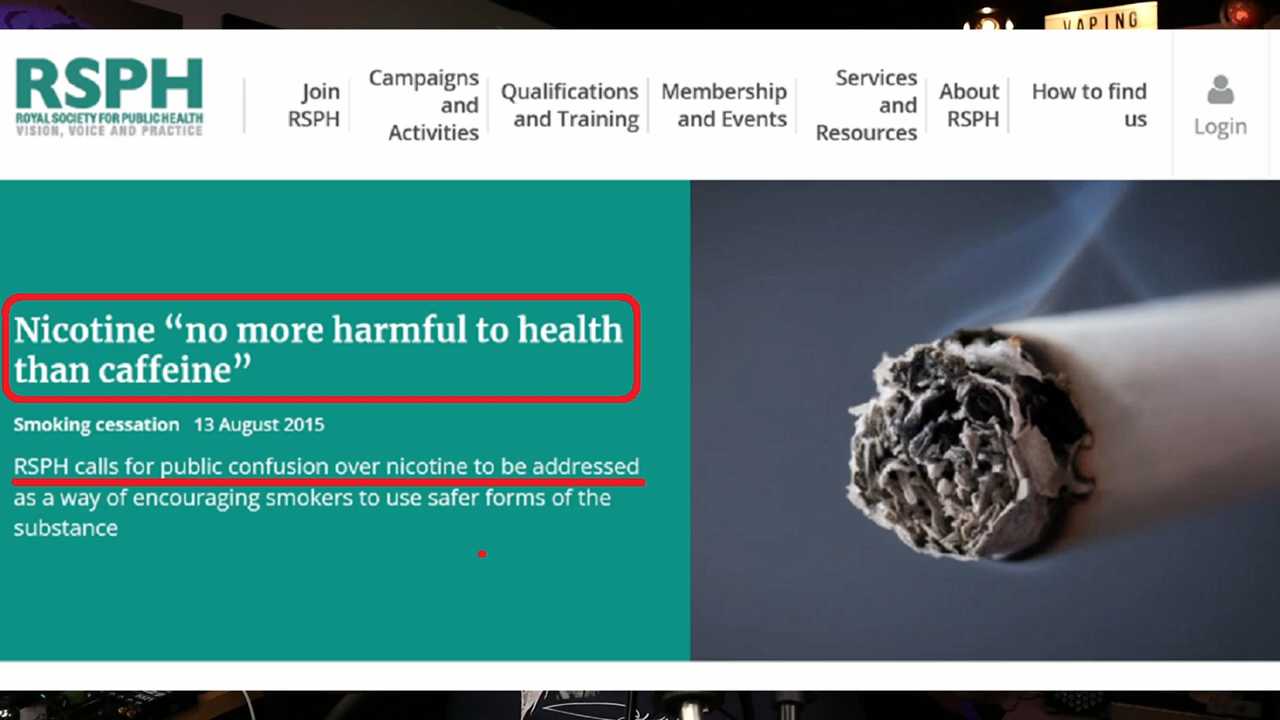 VAPING
RSPH
ROYAL SOCIETY FOR PUBLIC HEALTH
VISION, VOICE AND PRACTICE
Join
RSPH
Campaigns
and
Activities
Qualifications
and Training
Membership
and Events
Services
and
Resources
About
RSPH
How to find
us
Login
Nicotine “no more harmful to health
than caffeine”
Smoking cessation 13 August 2015
RSPH calls for public confusion over nicotine to be addressed
as a way of encouraging smokers to use safer forms of the
substance